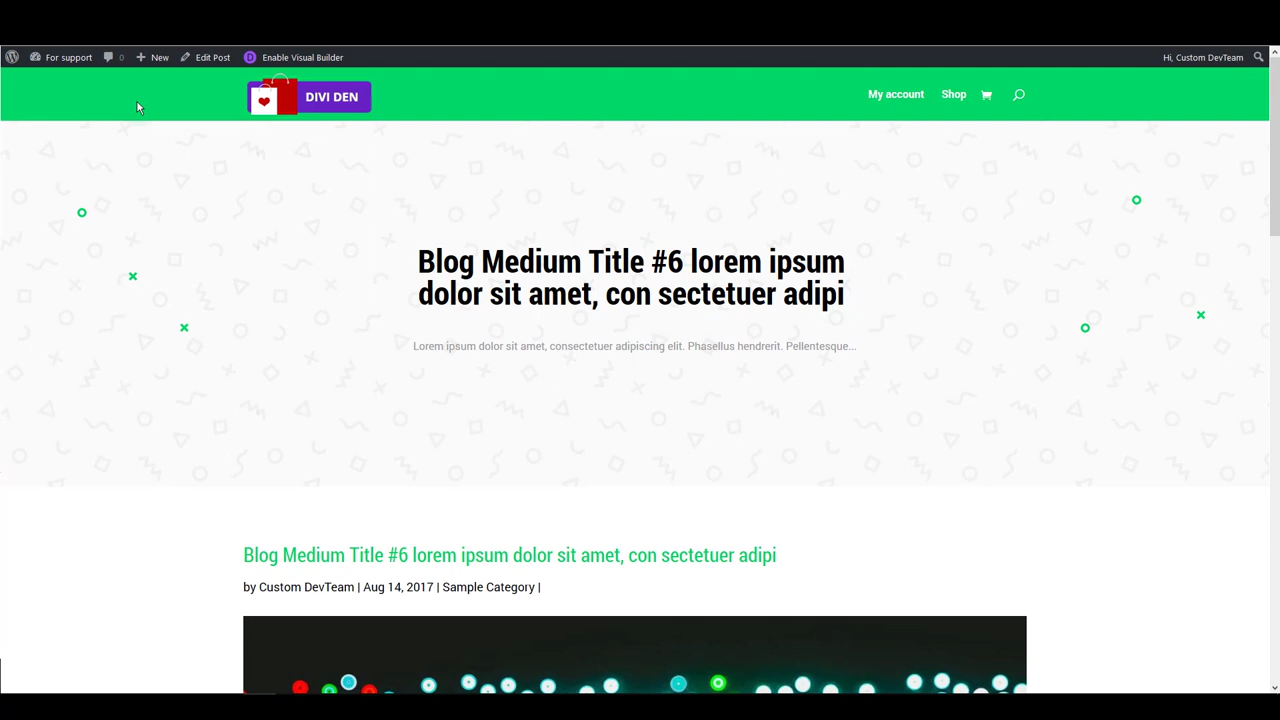 For support 0 New Edit Post D Enable Visual Builder Hi, Custom DevTeam
DIVI DEN My account Shop
Blog Medium Title #6 lorem ipsum
dolor sit amet, con sectetuer adipi
Lorem ipsum dolor sit amet, consectetuer adipiscing elit. Phasellus hendrerit. Pellentesque...
Blog Medium Title #6 lorem ipsum dolor sit amet, con sectetuer adipi
by Custom DevTeam | Aug 14, 2017 | Sample Category |